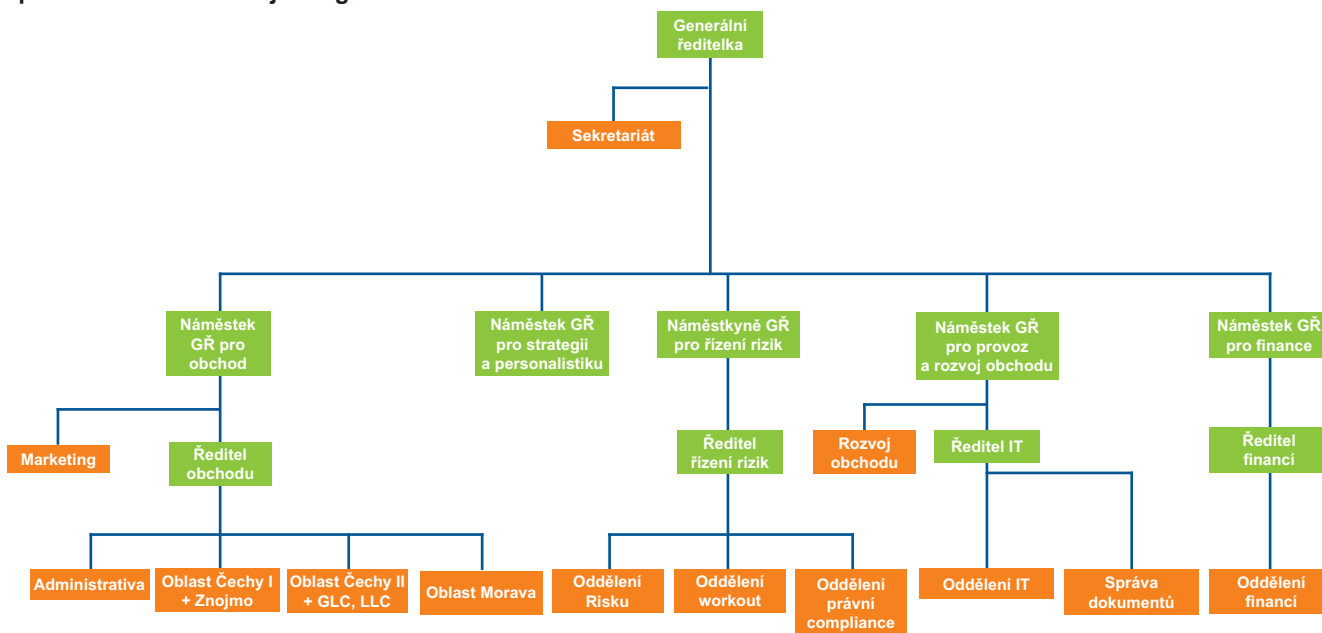 Generální
ředitelka
Sekretariát
Náměstek
GŘ pro
obchod
Náměstek GŘ
pro strategii
a personalistiku
Náměstkyně GŘ
pro řízení rizik
Náměstek GŘ
pro provoz
a rozvoj obchodu
Náměstek GŘ
pro finance
Marketing
Ředitel
obchodu
Ředitel
řízení rizik
Rozvoj
obchodu
Ředitel IT
Ředitel
financí
Administrativa
Oblast Čechy I
+ Znojmo
Oblast Čechy II
+ GLC, LLC
Oblast Morava
Oddělení
Risku
Oddělení
workout
Oddělení
právní
compliance
Oddělení IT
Správa
dokumentů
Oddělení
financí